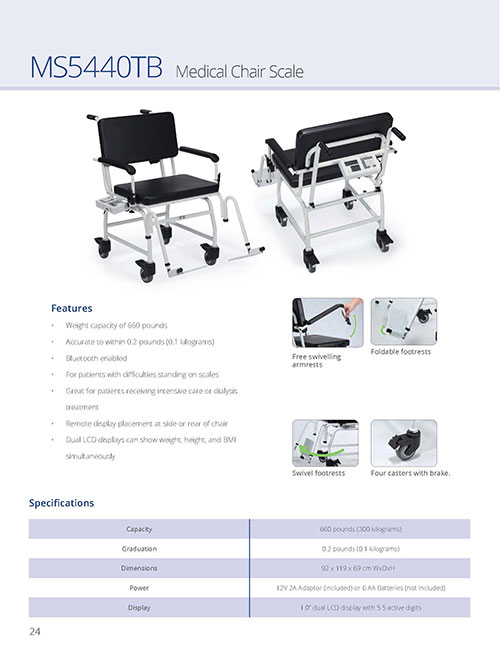 MS5440TB Medical Chair Scale
Features
• Weight capacity of 660 pounds
• Accurate to within 0.2 pounds (0.1 kilograms)
• Bluetooth enabled
• For patients with difficulties standing on scales
• Great for patients receiving intensive care or dialysis
treatment
• Remote display placement at side or rear of chair
• Dual LCD displays can show weight, height, and BMI
simultaneously
Free swivelling
armrests
Foldable footrests
Swivel footrests
Four casters with brake.
Specifications
Capacity 660 pounds (300 kilograms)
Graduation 0.2 pounds (0.1 kilograms)
Dimensions 92 x 119 x 69 cm WxDxH
Power 12V 2A Adaptor (included) or 6 AA Batteries (not included)
Display 1.0" dual LCD display with 5.5 active digits
24